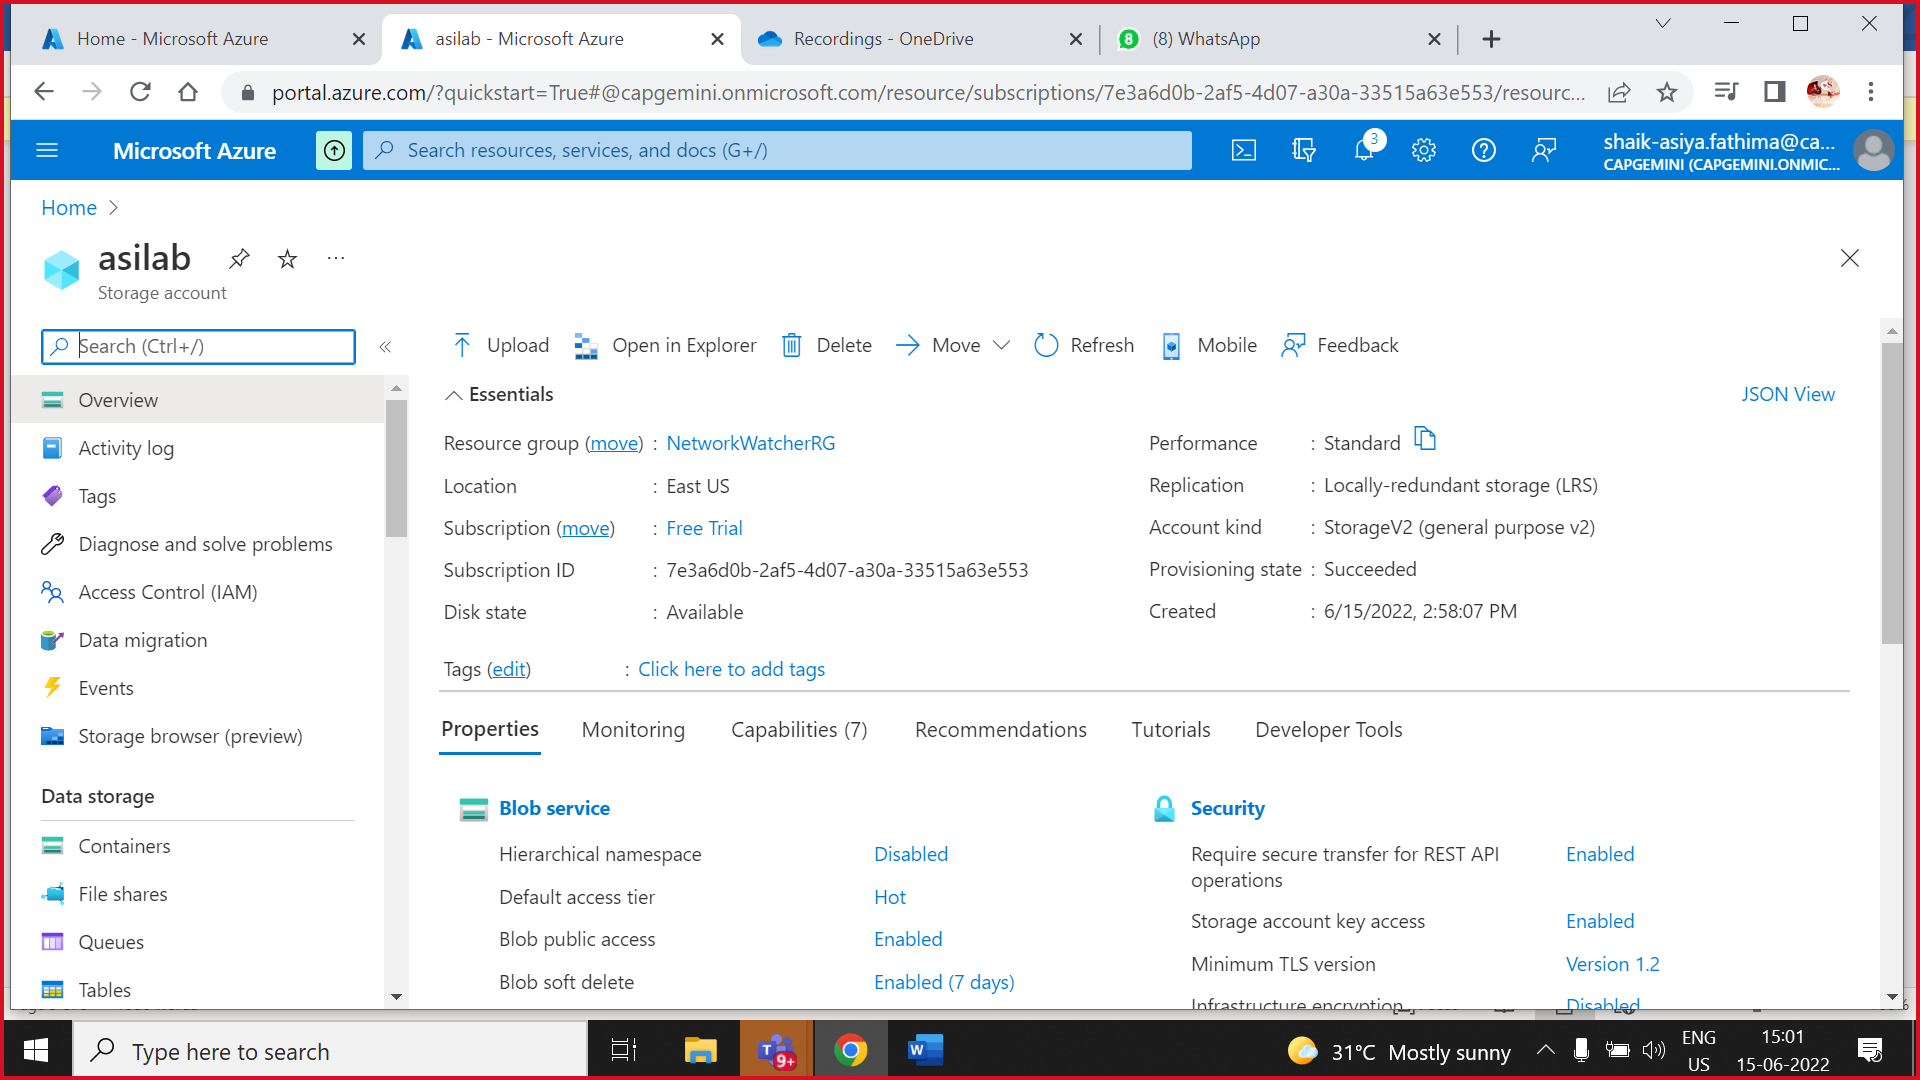 Home - Microsoft Azure
asilab - Microsoft Azure
Recordings - OneDrive
8 (8) WhatsApp
portal.azure.com/?quickstart=True#@capgemini.onmicrosoft.com/resource/subscriptions/7e3a6d0b-2af5-4d07-a30a-33515a63e553/resourc...
Microsoft Azure
Search resources, services, and docs (G+/)
3
shaik-asiya.fathima@ca...
CAPGEMINI (CAPGEMINI.ONMIC...
Home
asilab
Storage account
Search (Ctrl+/)
Overview
Activity log
Tags
Diagnose and solve problems
Access Control (IAM)
Data migration
Events
Storage browser (preview)
Data storage
Containers
File shares
Queues
Tables
Upload
Open in Explorer
Delete
Move
Refresh
Mobile
Feedback
Essentials
JSON View
Resource group (move) : NetworkWatcherRG
Location : East US
Subscription (move) : Free Trial
Subscription ID : 7e3a6d0b-2af5-4d07-a30a-33515a63e553
Disk state : Available
Performance : Standard
Replication : Locally-redundant storage (LRS)
Account kind : StorageV2 (general purpose v2)
Provisioning state : Succeeded
Created : 6/15/2022, 2:58:07 PM
Tags (edit) : Click here to add tags
Properties
Monitoring
Capabilities (7)
Recommendations
Tutorials
Developer Tools
Blob service
Hierarchical namespace Disabled
Default access tier Hot
Blob public access Enabled
Blob soft delete Enabled (7 days)
Security
Require secure transfer for REST API operations Enabled
Storage account key access Enabled
Minimum TLS version Version 1.2
Infrastructure encryption Disabled
Type here to search
9+
W
31°C Mostly sunny
ENG
US
15:01
15-06-2022